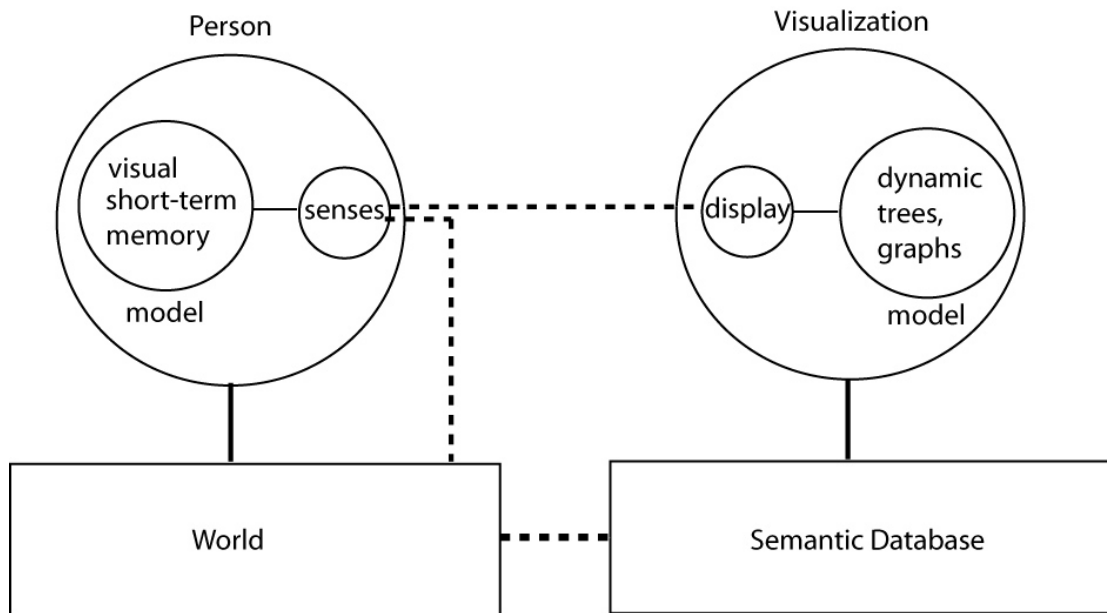 Person
Visualization
visual
short-term
memory
senses
model
display
dynamic
trees,
graphs
model
World
Semantic Database